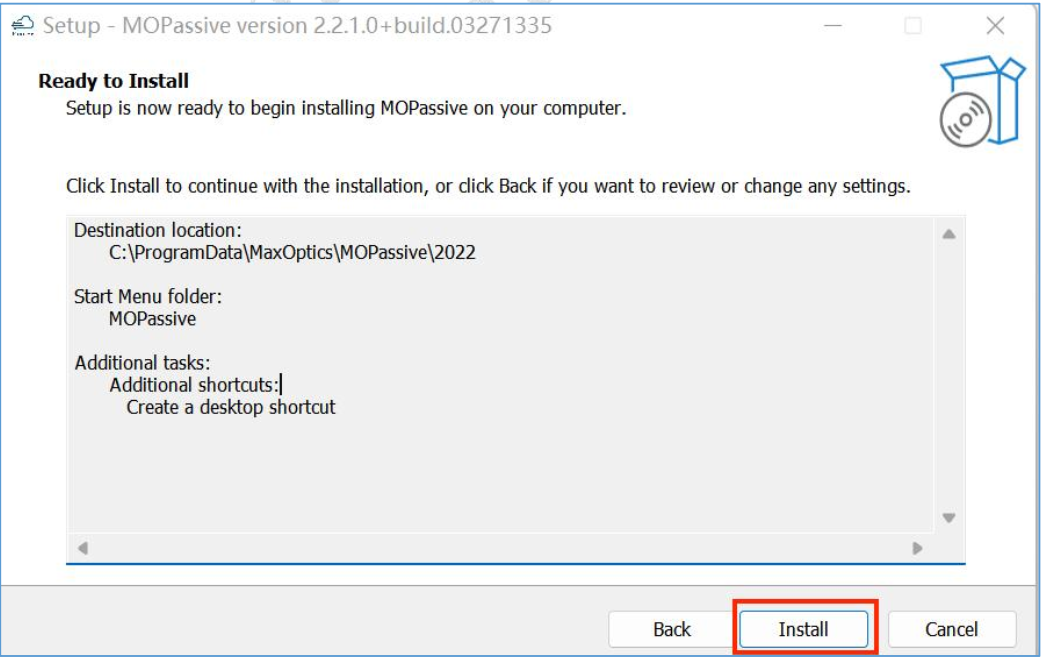 Setup - MOPassive version 2.2.1.0+build.03271335
Ready to Install
Setup is now ready to begin installing MOPassive on your computer.
Click Install to continue with the installation, or click Back if you want to review or change any settings.
Destination location:
C:\ProgramData\MaxOptics\MOPassive\2022
Start Menu folder:
MOPassive
Additional tasks:
Additional shortcuts:
Create a desktop shortcut
Back
Install
Cancel